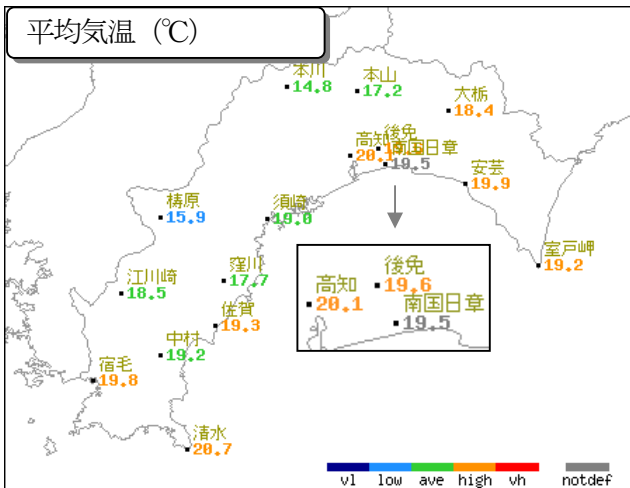 平均気温（℃）
本川
14.8
本山
17.2
大栃
18.4
高知
20.1
後免
南国日章
19.5
安芸
19.9
梼原
15.9
須崎
19.0
室戸岬
19.2
江川崎
18.5
窪川
17.7
佐賀
19.3
中村
19.2
宿毛
19.8
清水
20.7
後免
19.6
高知
20.1
南国日章
19.5
vl low ave high vh notdef